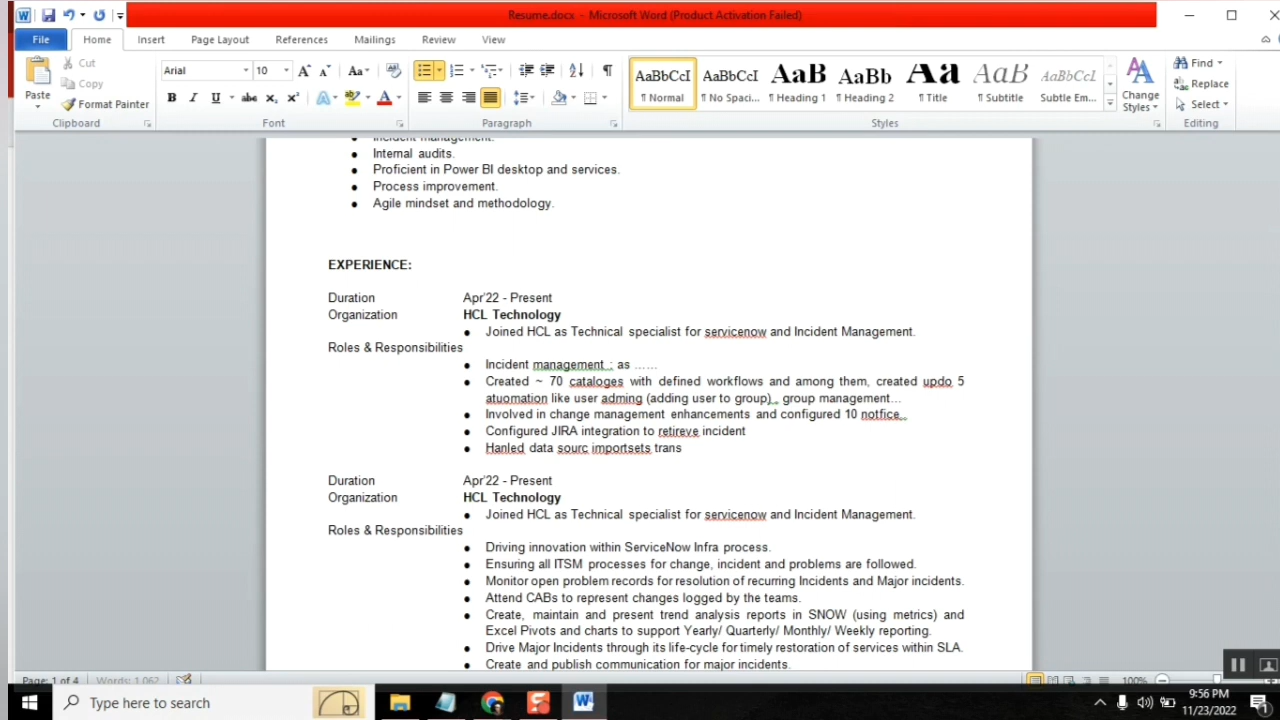 Resume.docx - Microsoft Word (Product Activation Failed)
File Home Insert Page Layout References Mailings Review View
Paste
Cut
Copy
Format Painter
Clipboard
Arial 10
Font
Paragraph
AaBbCcI AaBbCcI AaB AaBb Aa AaB AaBbCcI
¶ Normal ¶ No Spaci... ¶ Heading 1 ¶ Heading 2 ¶ Title ¶ Subtitle Subtle Em...
Styles
Change Styles
Find
Replace
Select
Editing
Incident management.
● Internal audits.
● Proficient in Power BI desktop and services.
● Process improvement.
● Agile mindset and methodology.
EXPERIENCE:
Duration Apr'22 - Present
Organization HCL Technology
● Joined HCL as Technical specialist for servicenow and Incident Management.
Roles & Responsibilities
● Incident management : as ……
● Created ~ 70 cataloges with defined workflows and among them, created updo 5
atuomation like user adming (adding user to group).. group management…
● Involved in change management enhancements and configured 10 notfice..
● Configured JIRA integration to retireve incident
● Hanled data sourc importsets trans
Duration Apr'22 - Present
Organization HCL Technology
● Joined HCL as Technical specialist for servicenow and Incident Management.
Roles & Responsibilities
● Driving innovation within ServiceNow Infra process.
● Ensuring all ITSM processes for change, incident and problems are followed.
● Monitor open problem records for resolution of recurring Incidents and Major incidents.
● Attend CABs to represent changes logged by the teams.
● Create, maintain and present trend analysis reports in SNOW (using metrics) and
Excel Pivots and charts to support Yearly/ Quarterly/ Monthly/ Weekly reporting.
● Drive Major Incidents through its life-cycle for timely restoration of services within SLA.
● Create and publish communication for major incidents.
Page: 1 of 4 Words: 1,062 100%
Type here to search
9:56 PM
11/23/2022